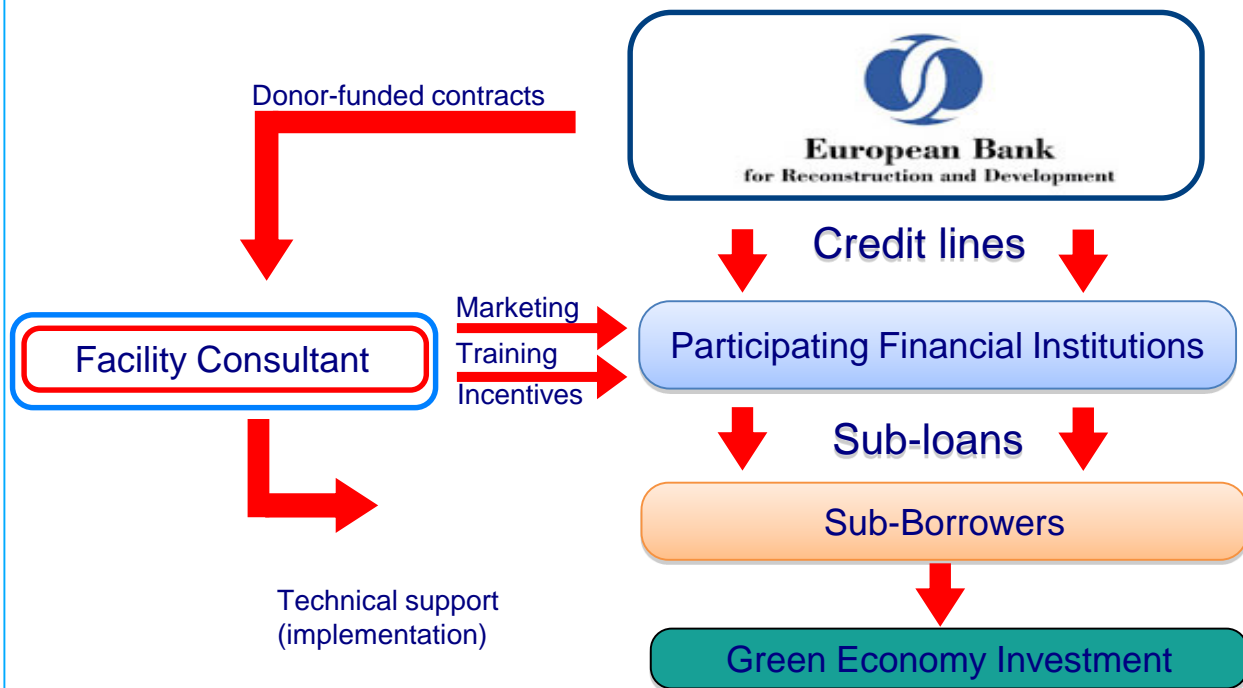 Donor-funded contracts
European Bank
for Reconstruction and Development
Credit lines
Facility Consultant
Marketing
Training
Incentives
Participating Financial Institutions
Sub-loans
Sub-Borrowers
Technical support
(implementation)
Green Economy Investment